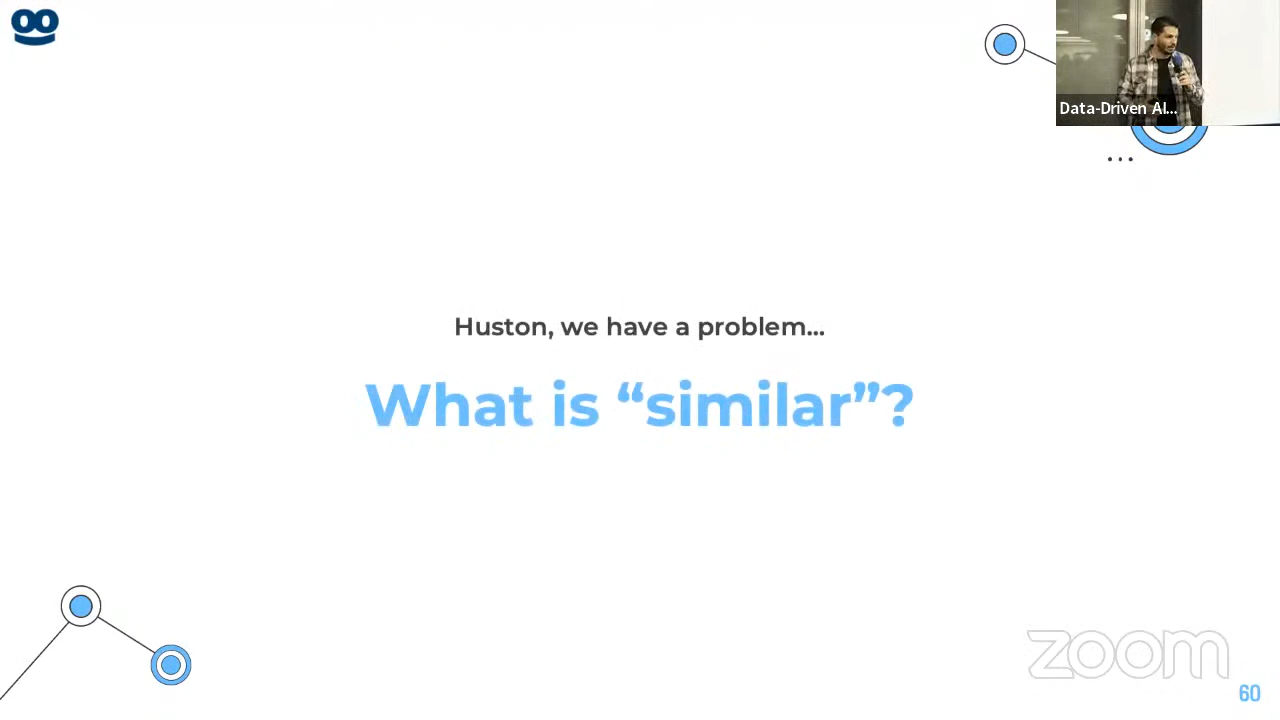 Data-Driven AI...
Huston, we have a problem...
What is “similar”?
zoom
60